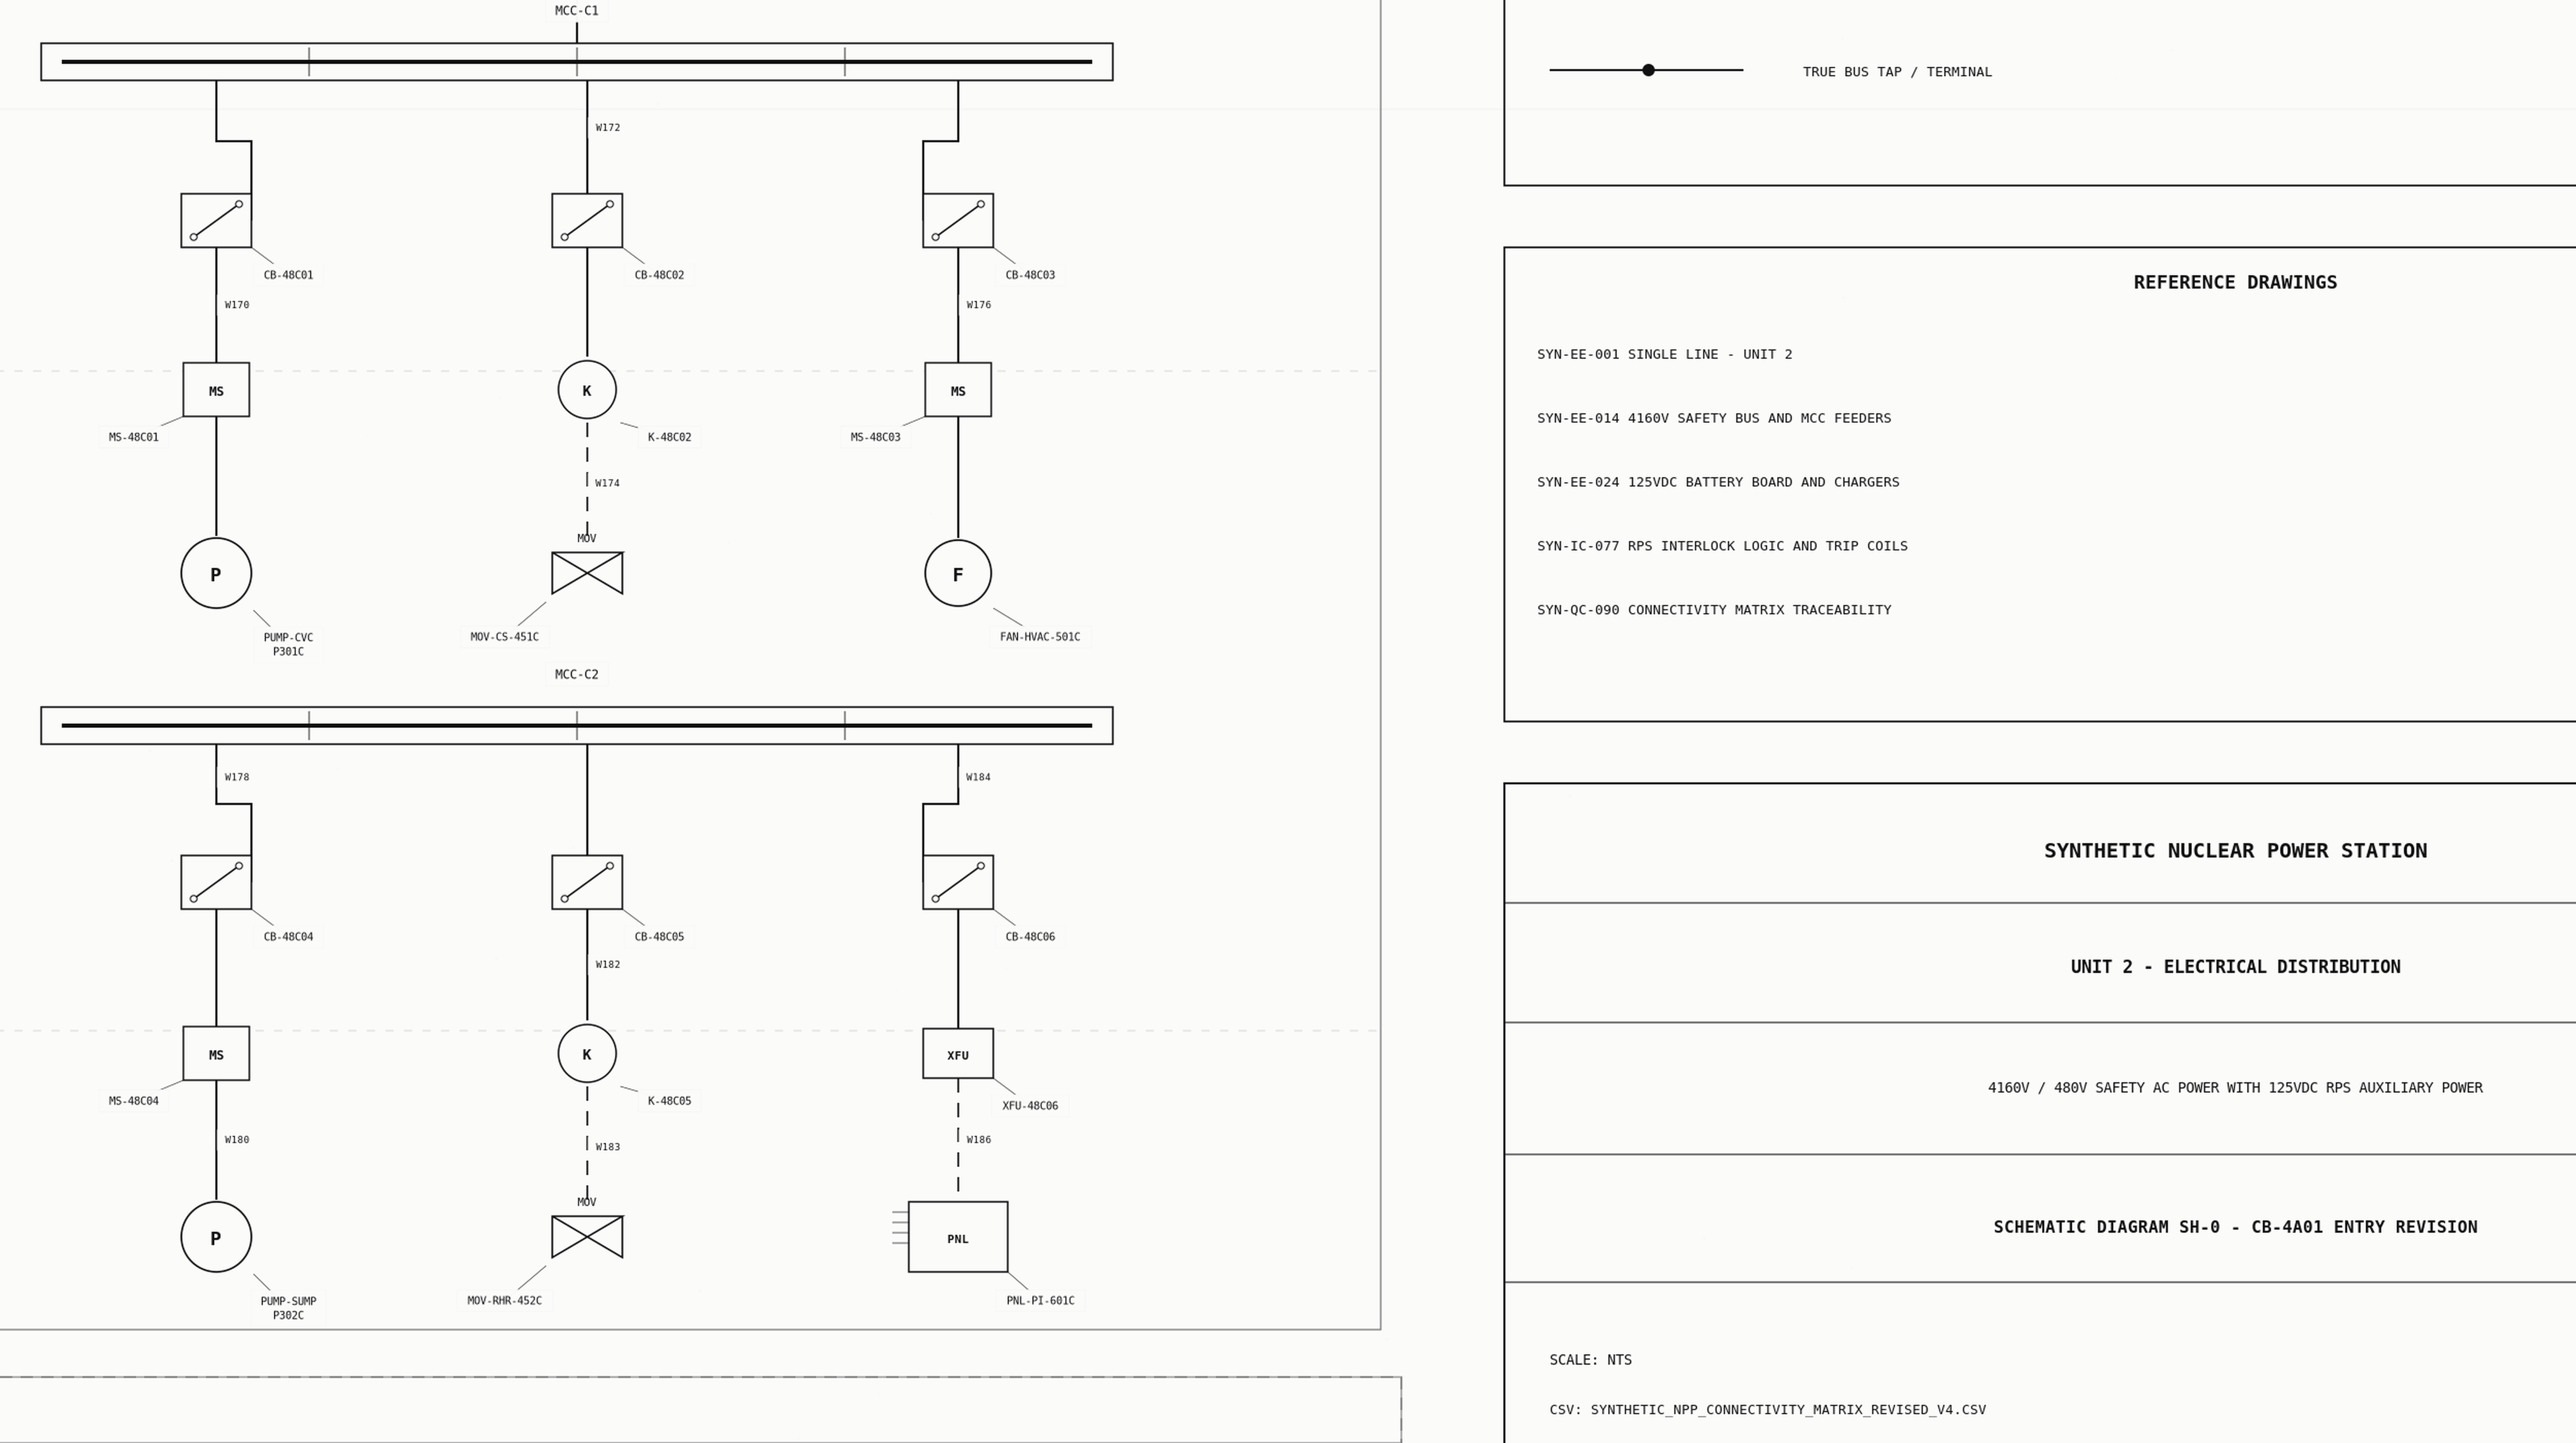 MCC-C1
W172
CB-48C01
CB-48C02
CB-48C03
W170
W176
MS
K
MS
MS-48C01
K-48C02
MS-48C03
W174
MOV
P
F
PUMP-CVC
P301C
MOV-CS-451C
FAN-HVAC-501C
MCC-C2
W178
W184
CB-48C04
CB-48C05
CB-48C06
W182
MS
K
XFU
MS-48C04
K-48C05
XFU-48C06
W180
W183
W186
MOV
P
PNL
PUMP-SUMP
P302C
MOV-RHR-452C
PNL-PI-601C
TRUE BUS TAP / TERMINAL
REFERENCE DRAWINGS
SYN-EE-001 SINGLE LINE - UNIT 2
SYN-EE-014 4160V SAFETY BUS AND MCC FEEDERS
SYN-EE-024 125VDC BATTERY BOARD AND CHARGERS
SYN-IC-077 RPS INTERLOCK LOGIC AND TRIP COILS
SYN-QC-090 CONNECTIVITY MATRIX TRACEABILITY
SYNTHETIC NUCLEAR POWER STATION
UNIT 2 - ELECTRICAL DISTRIBUTION
4160V / 480V SAFETY AC POWER WITH 125VDC RPS AUXILIARY POWER
SCHEMATIC DIAGRAM SH-0 - CB-4A01 ENTRY REVISION
SCALE: NTS
CSV: SYNTHETIC_NPP_CONNECTIVITY_MATRIX_REVISED_V4.CSV